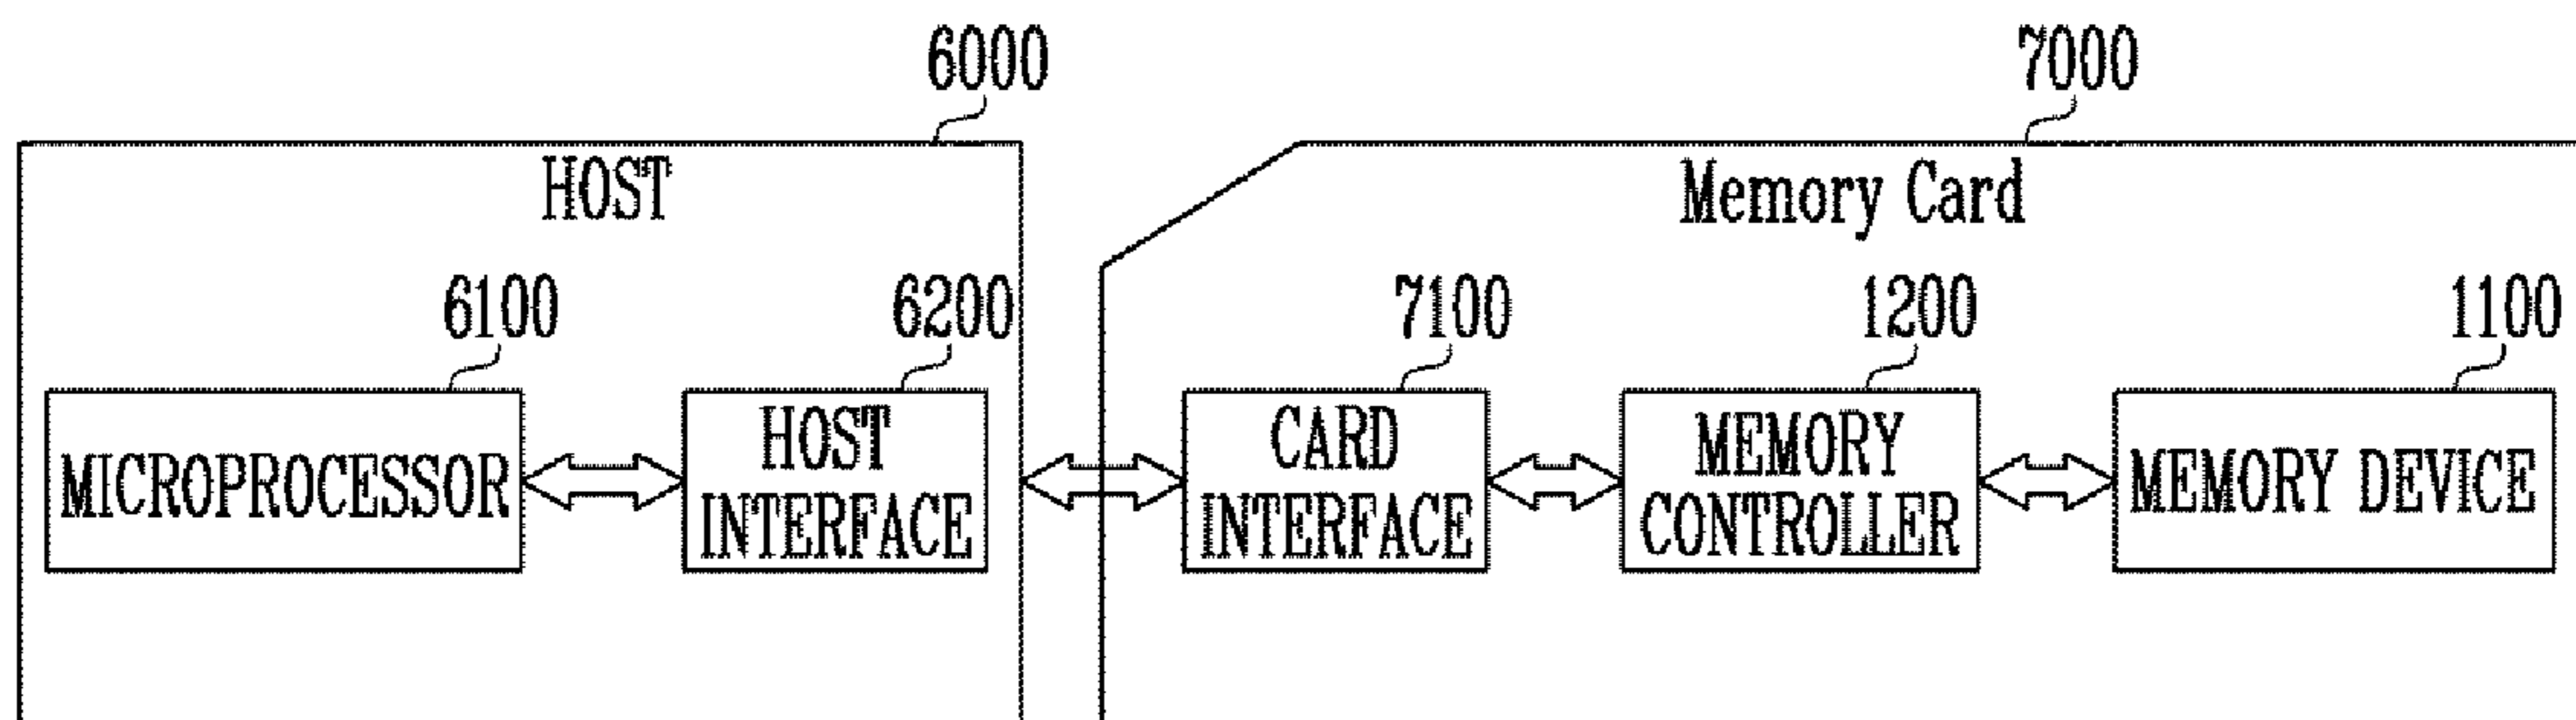 6000
7000
HOST
Memory Card
6100
6200
7100
1200
1100
MICROPROCESSOR
HOST
INTERFACE
CARD
INTERFACE
MEMORY
CONTROLLER
MEMORY DEVICE